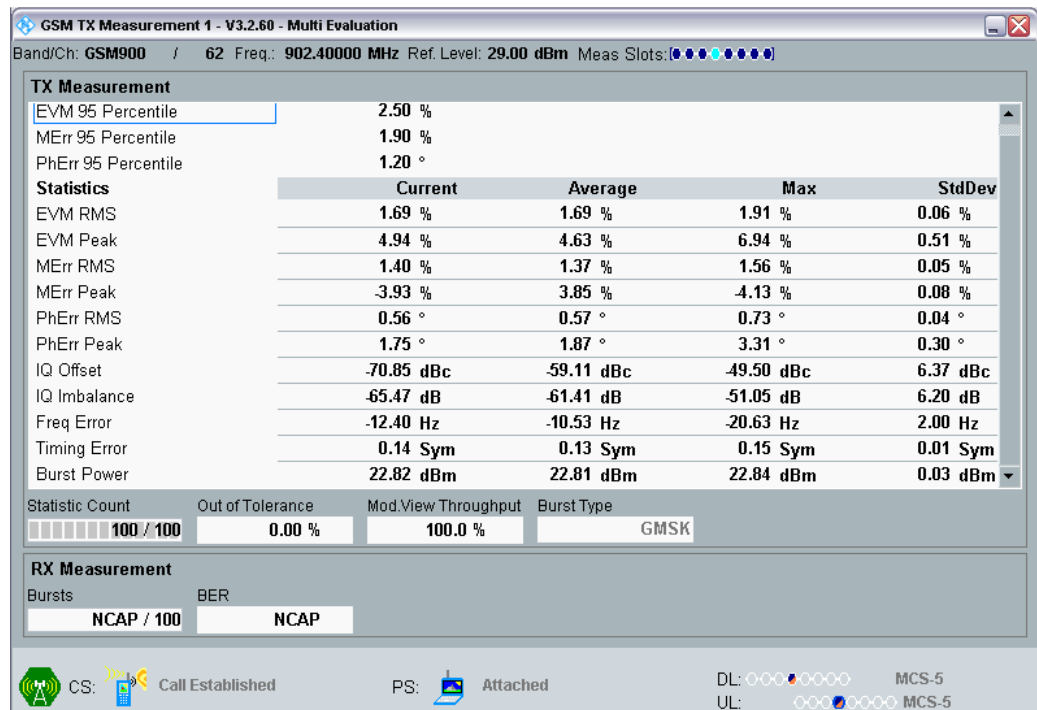 GSM TX Measurement 1 - V3.2.60 - Multi Evaluation
Band/Ch: GSM900 / 62 Freq.: 902.40000 MHz Ref. Level: 29.00 dBm Meas Slots:
TX Measurement
EVM 95 Percentile 2.50 %
MErr 95 Percentile 1.90 %
PhErr 95 Percentile 1.20 °
Statistics Current Average Max StdDev
EVM RMS 1.69 % 1.69 % 1.91 % 0.06 %
EVM Peak 4.94 % 4.63 % 6.94 % 0.51 %
MErr RMS 1.40 % 1.37 % 1.56 % 0.05 %
MErr Peak -3.93 % 3.85 % -4.13 % 0.08 %
PhErr RMS 0.56 ° 0.57 ° 0.73 ° 0.04 °
PhErr Peak 1.75 ° 1.87 ° 3.31 ° 0.30 °
IQ Offset -70.85 dBc -59.11 dBc -49.50 dBc 6.37 dBc
IQ Imbalance -65.47 dB -61.41 dB -51.05 dB 6.20 dB
Freq Error -12.40 Hz -10.53 Hz -20.63 Hz 2.00 Hz
Timing Error 0.14 Sym 0.13 Sym 0.15 Sym 0.01 Sym
Burst Power 22.82 dBm 22.81 dBm 22.84 dBm 0.03 dBm
Statistic Count Out of Tolerance Mod.View Throughput Burst Type
100 / 100 0.00 % 100.0 % GMSK
RX Measurement
Bursts BER
NCAP / 100 NCAP
CS: Call Established PS: Attached DL: MCS-5
UL: MCS-5